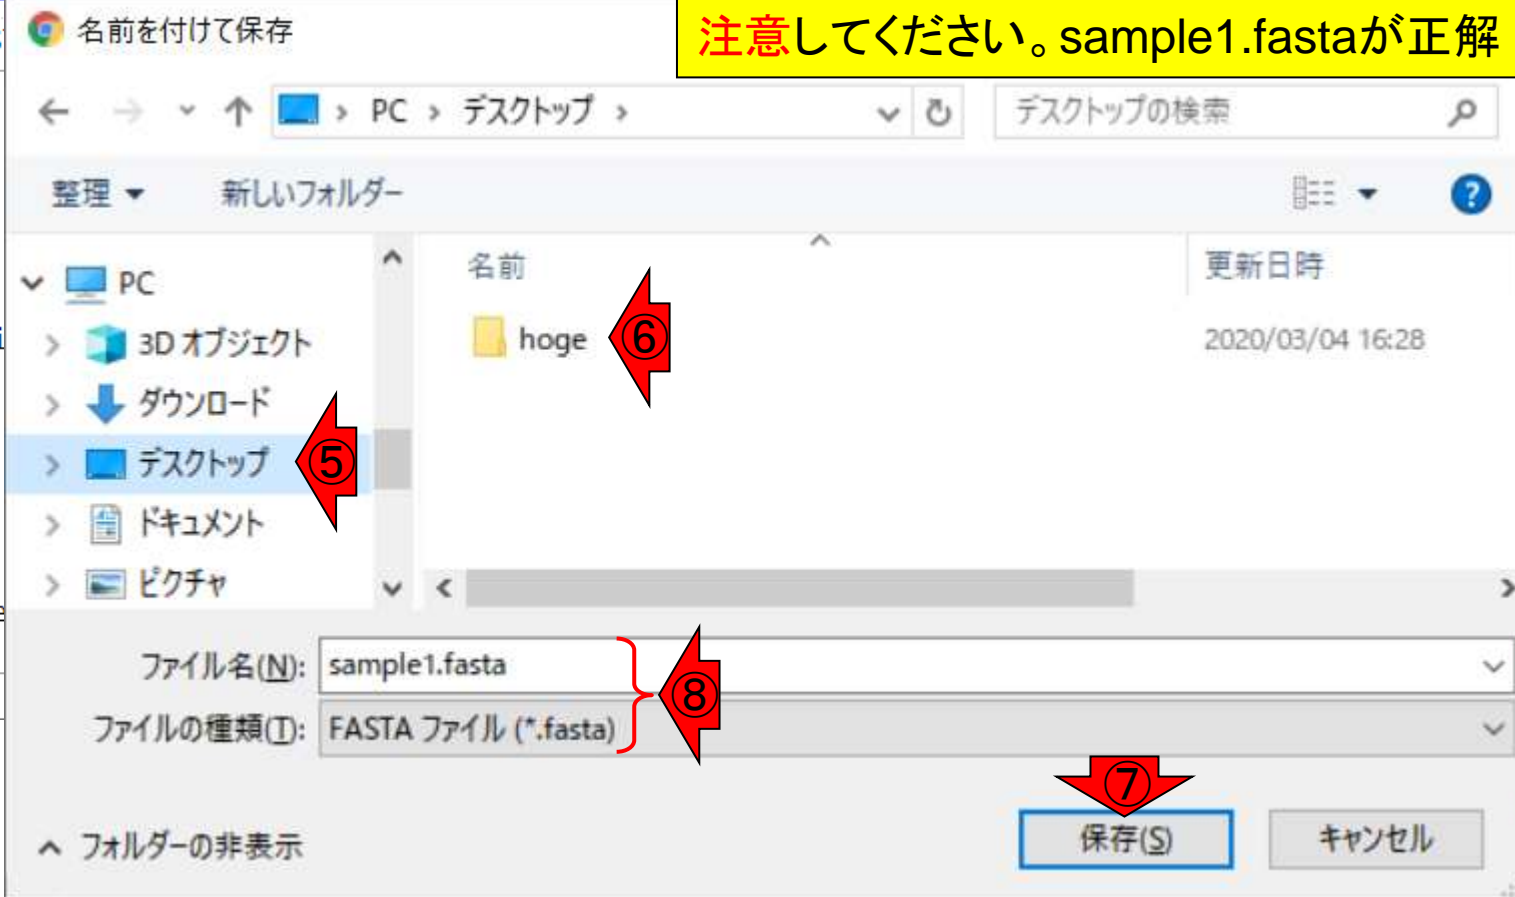 名前を付けて保存
注意してください。sample1.fastaが正解
PC › デスクトップ ›
デスクトップの検索
整理
新しいフォルダー
PC
3D オブジェクト
ダウンロード
デスクトップ
⑤
ドキュメント
ピクチャ
名前
更新日時
hoge
⑥
2020/03/04 16:28
ファイル名(N): sample1.fasta
ファイルの種類(T): FASTA ファイル (*.fasta)
⑧
⑦
フォルダーの非表示
保存(S)
キャンセル